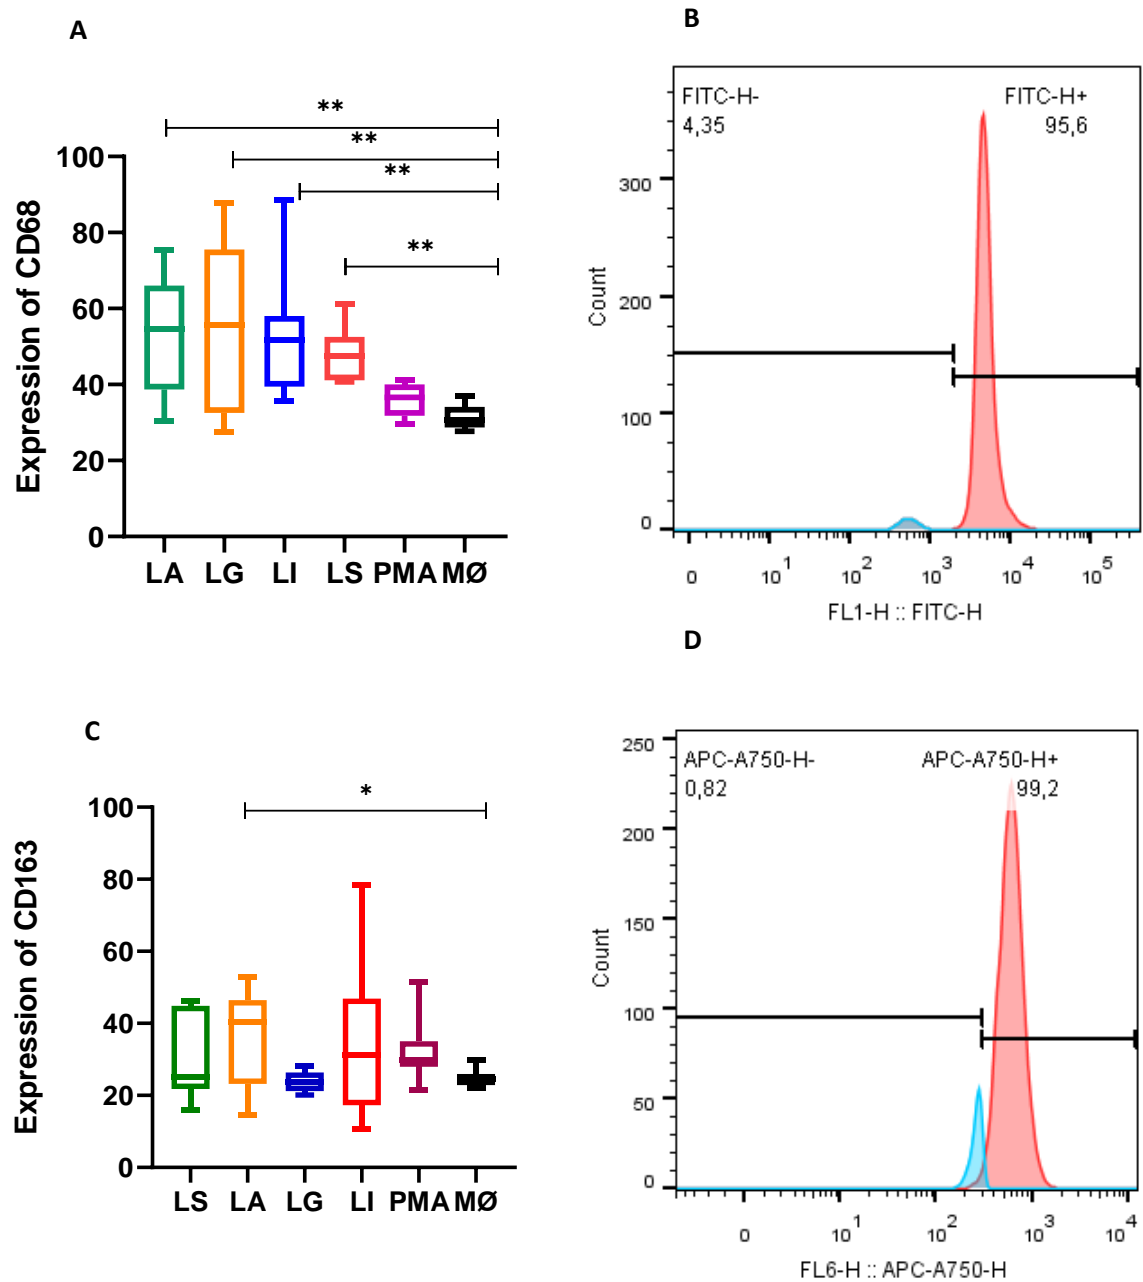 A
**
**
**
**
100
80
60
40
20
0
Expression of CD68
LA LG LI LS PMA MØ
B
FITC-H-
4,35
FITC-H+
95,6
300
200
100
0
Count
0 10^1 10^2 10^3 10^4 10^5
FL1-H :: FITC-H
C
*
100
80
60
40
20
0
Expression of CD163
LS LA LG LI PMA MØ
D
APC-A750-H-
0,82
APC-A750-H+
99,2
250
200
150
100
50
0
Count
0 10^1 10^2 10^3 10^4
FL6-H :: APC-A750-H